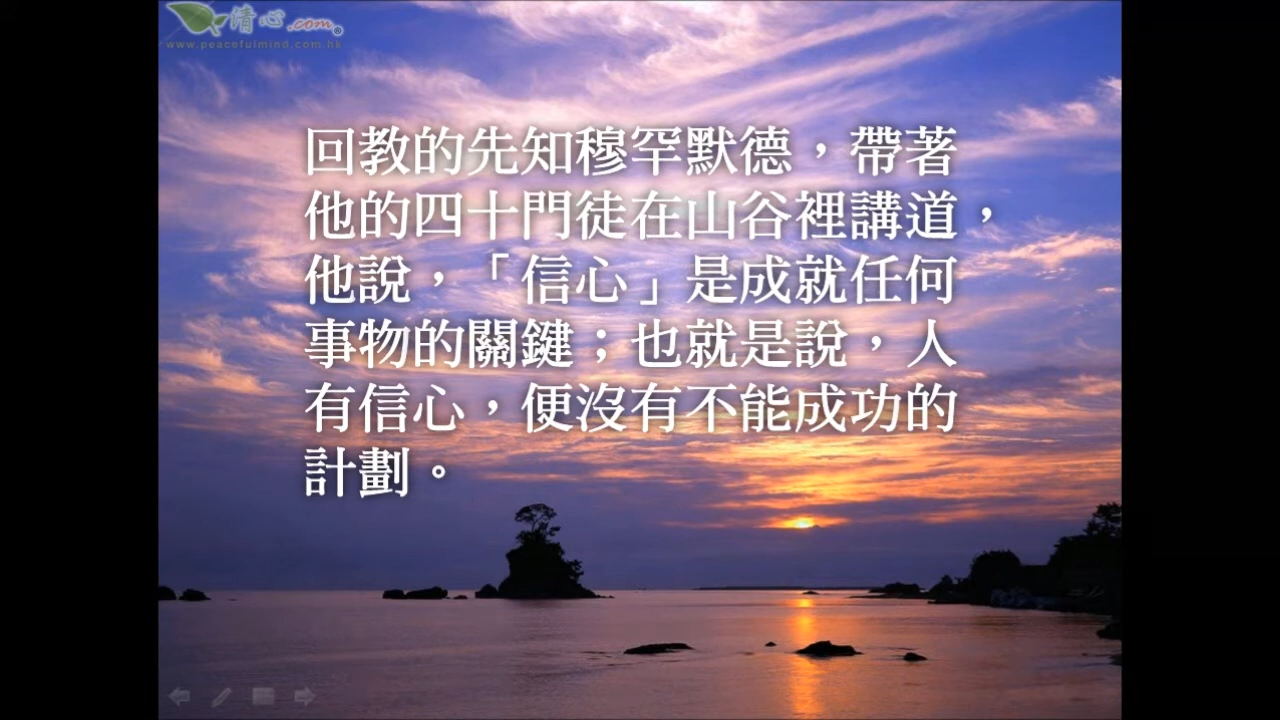 清心.com
www.peacefulmind.com.hk
回教的先知穆罕默德，帶著
他的四十門徒在山谷裡講道，
他說，「信心」是成就任何
事物的關鍵；也就是說，人
有信心，便沒有不能成功的
計劃。